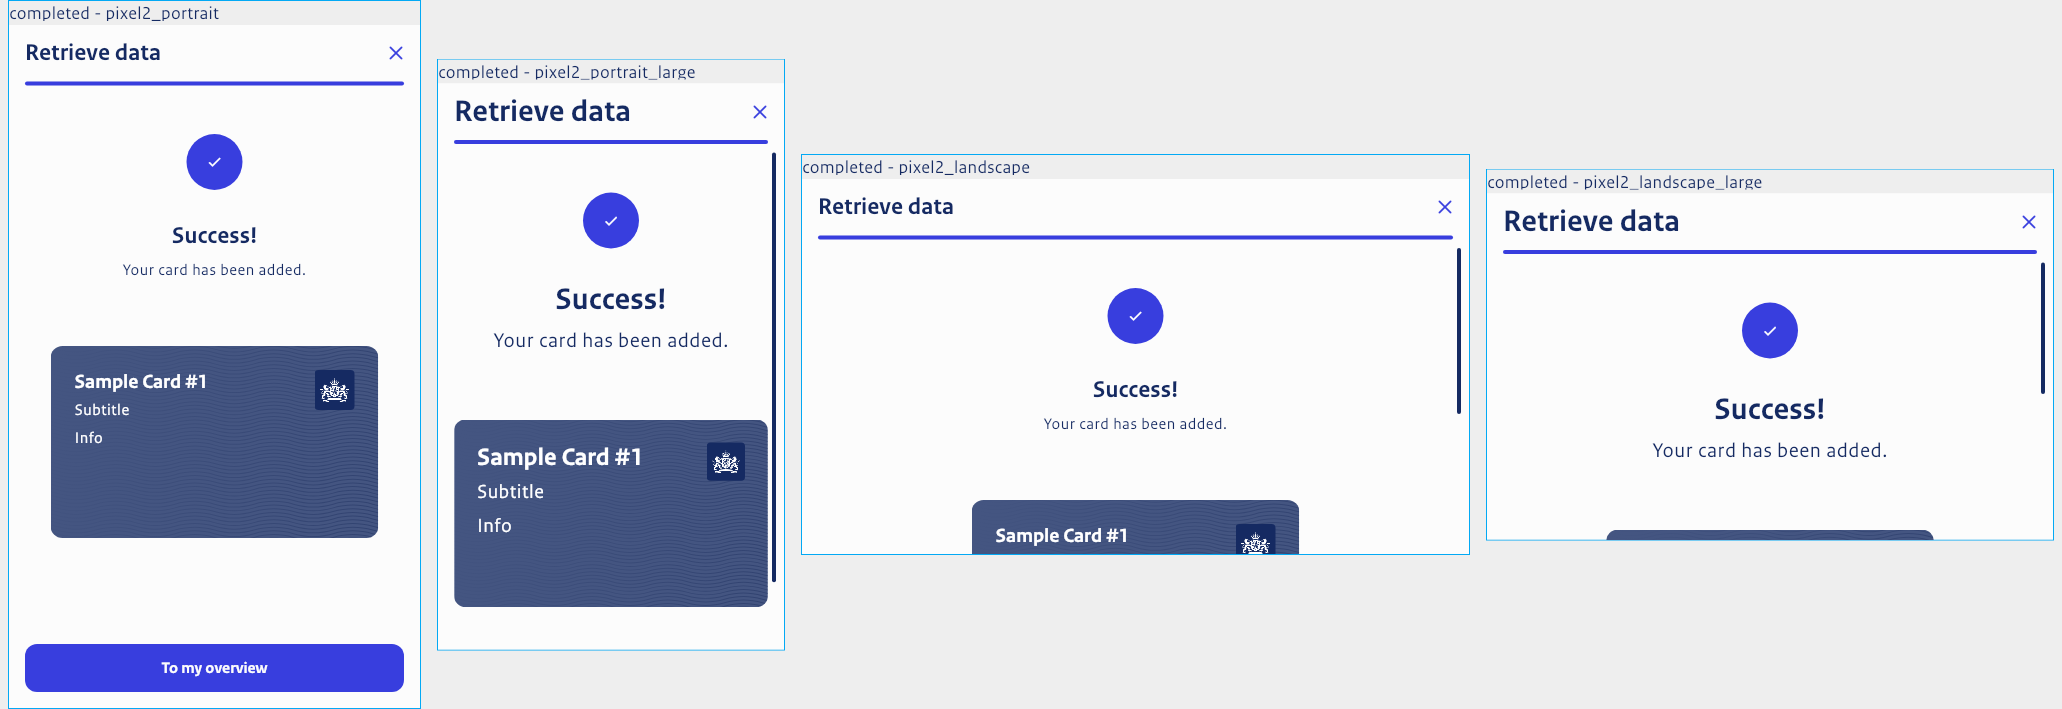 completed - pixel2_portrait
Retrieve data
Success!
Your card has been added.
Sample Card #1
Subtitle
Info
To my overview
completed - pixel2_portrait_large
Retrieve data
Success!
Your card has been added.
Sample Card #1
Subtitle
Info
completed - pixel2_landscape
Retrieve data
Success!
Your card has been added.
Sample Card #1
completed - pixel2_landscape_large
Retrieve data
Success!
Your card has been added.